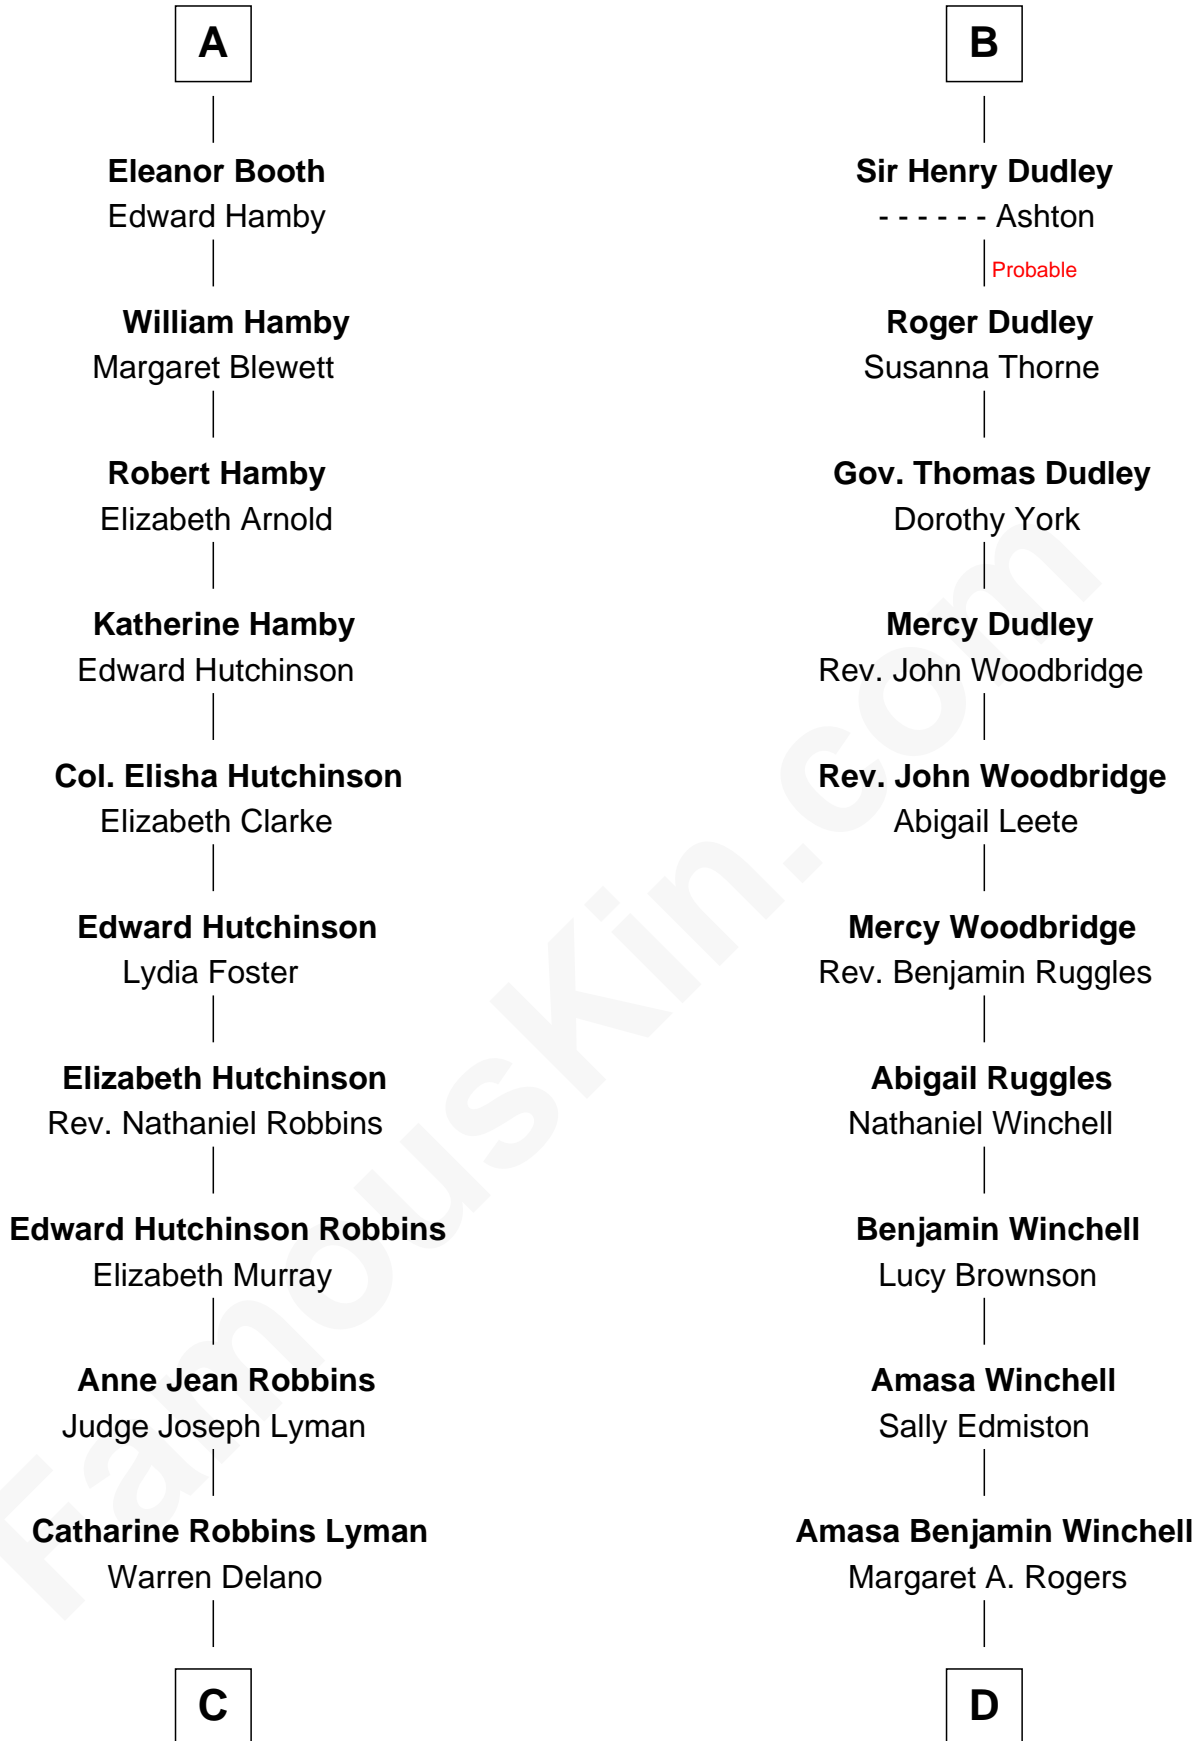 A
Eleanor Booth
Edward Hamby
William Hamby
Margaret Blewett
Robert Hamby
Elizabeth Arnold
Katherine Hamby
Edward Hutchinson
Col. Elisha Hutchinson
Elizabeth Clarke
Edward Hutchinson
Lydia Foster
Elizabeth Hutchinson
Rev. Nathaniel Robbins
Edward Hutchinson Robbins
Elizabeth Murray
Anne Jean Robbins
Judge Joseph Lyman
Catharine Robbins Lyman
Warren Delano
C
B
Sir Henry Dudley
- - - - - - Ashton
Probable
Roger Dudley
Susanna Thorne
Gov. Thomas Dudley
Dorothy York
Mercy Dudley
Rev. John Woodbridge
Rev. John Woodbridge
Abigail Leete
Mercy Woodbridge
Rev. Benjamin Ruggles
Abigail Ruggles
Nathaniel Winchell
Benjamin Winchell
Lucy Brownson
Amasa Winchell
Sally Edmiston
Amasa Benjamin Winchell
Margaret A. Rogers
D
FamousKin.com